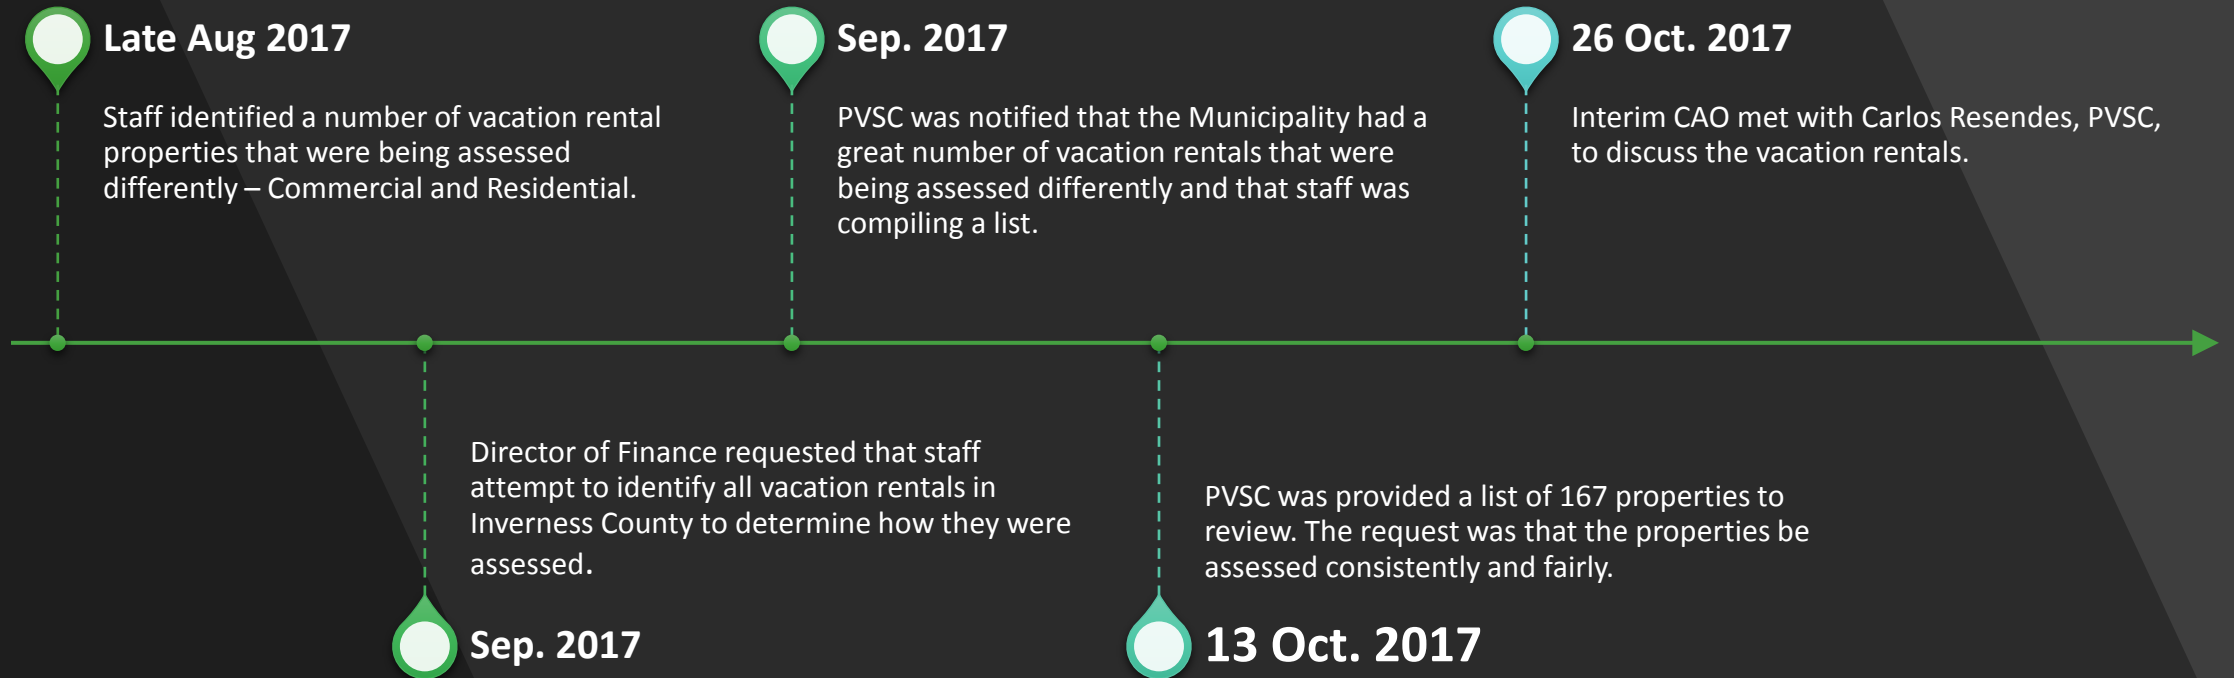 Late Aug 2017
Staff identified a number of vacation rental
properties that were being assessed
differently – Commercial and Residential.
Director of Finance requested that staff
attempt to identify all vacation rentals in
Inverness County to determine how they were
assessed.
Sep. 2017
Sep. 2017
PVSC was notified that the Municipality had a
great number of vacation rentals that were
being assessed differently and that staff was
compiling a list.
PVSC was provided a list of 167 properties to
review. The request was that the properties be
assessed consistently and fairly.
13 Oct. 2017
26 Oct. 2017
Interim CAO met with Carlos Resendes, PVSC,
to discuss the vacation rentals.